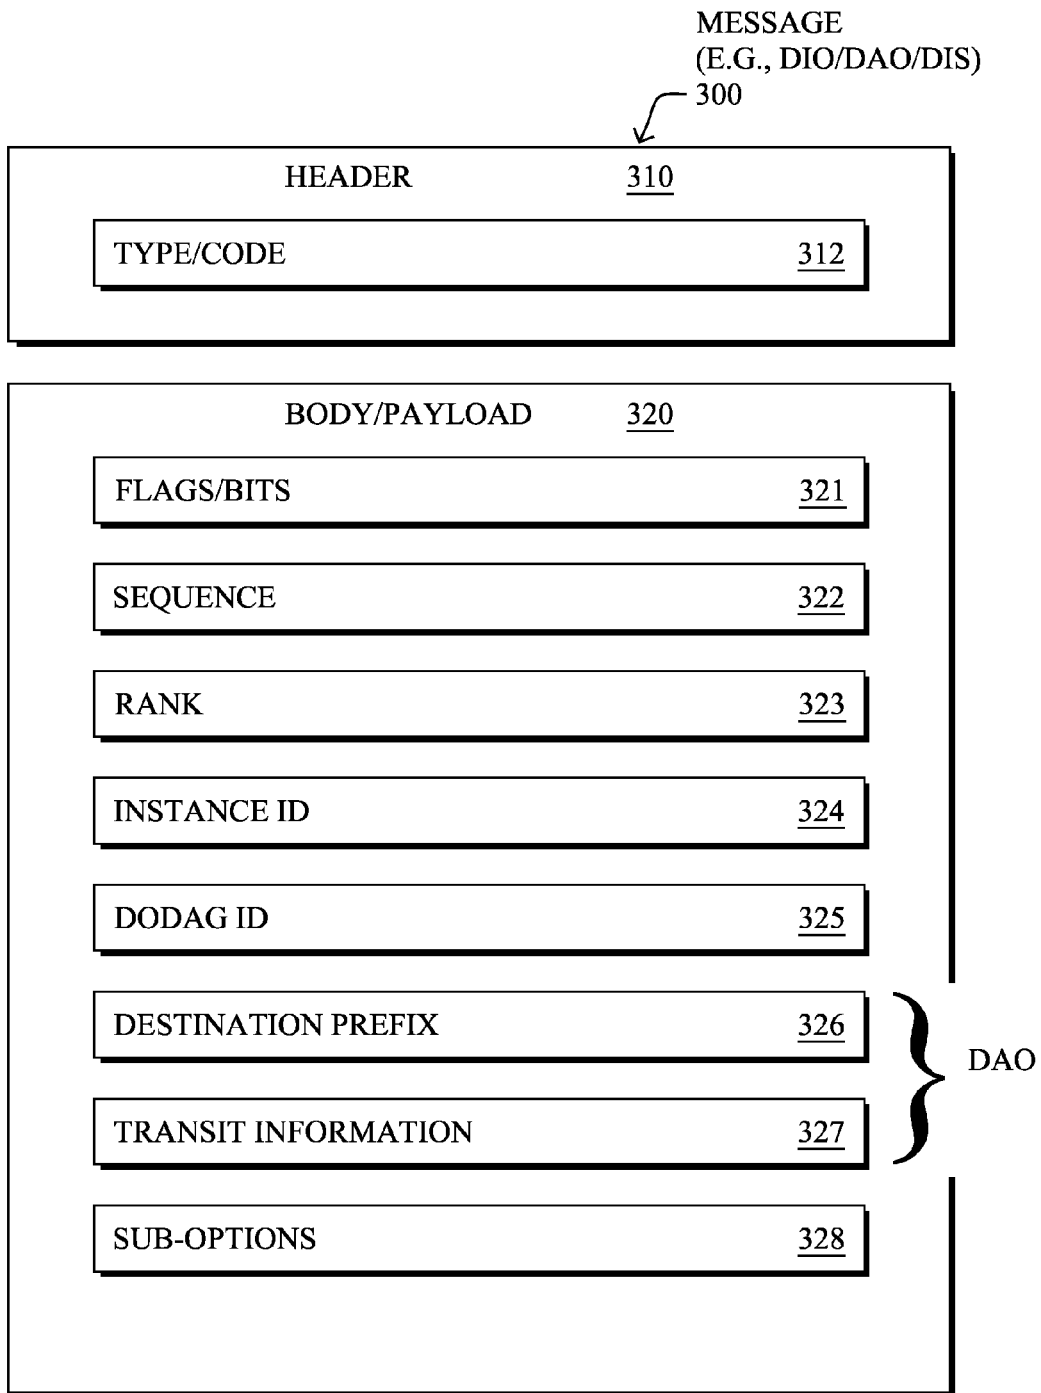 MESSAGE
(E.G., DIO/DAO/DIS)
300
HEADER 310
TYPE/CODE 312
BODY/PAYLOAD 320
FLAGS/BITS 321
SEQUENCE 322
RANK 323
INSTANCE ID 324
DODAG ID 325
DESTINATION PREFIX 326
DAO
TRANSIT INFORMATION 327
SUB-OPTIONS 328